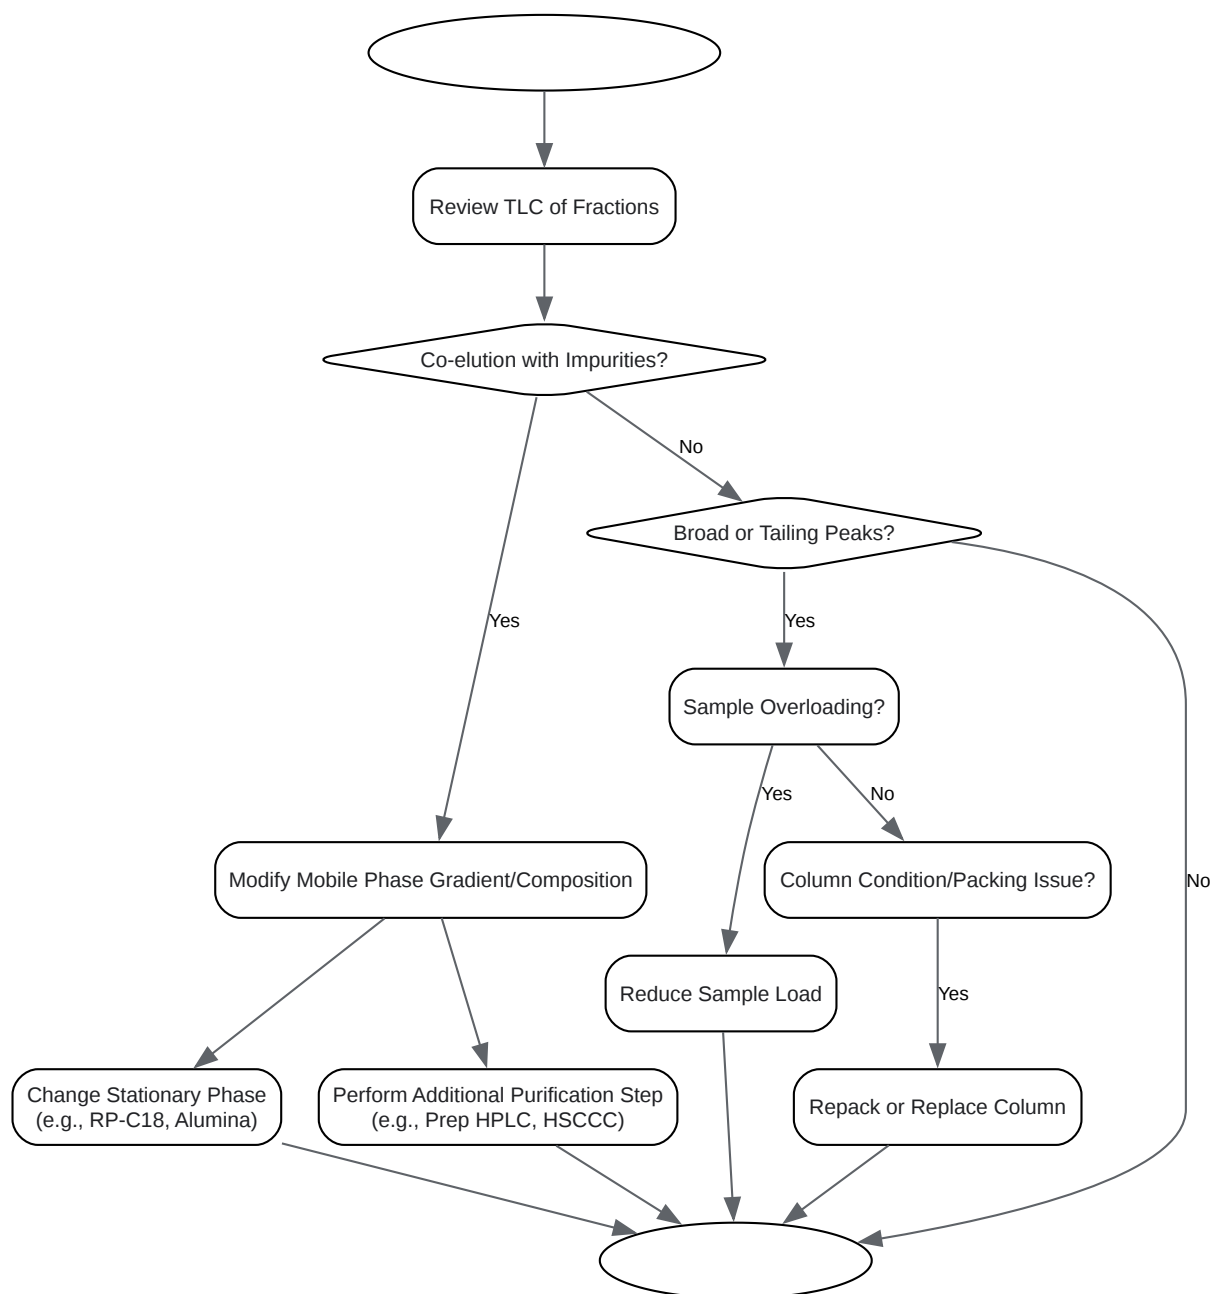 Review TLC of Fractions
Co-elution with Impurities?
No
Broad or Tailing Peaks?
Yes
Yes
Sample Overloading?
Yes
No
Modify Mobile Phase Gradient/Composition
Column Condition/Packing Issue?
No
Reduce Sample Load
Yes
Change Stationary Phase
(e.g., RP-C18, Alumina)
Perform Additional Purification Step
(e.g., Prep HPLC, HSCCC)
Repack or Replace Column